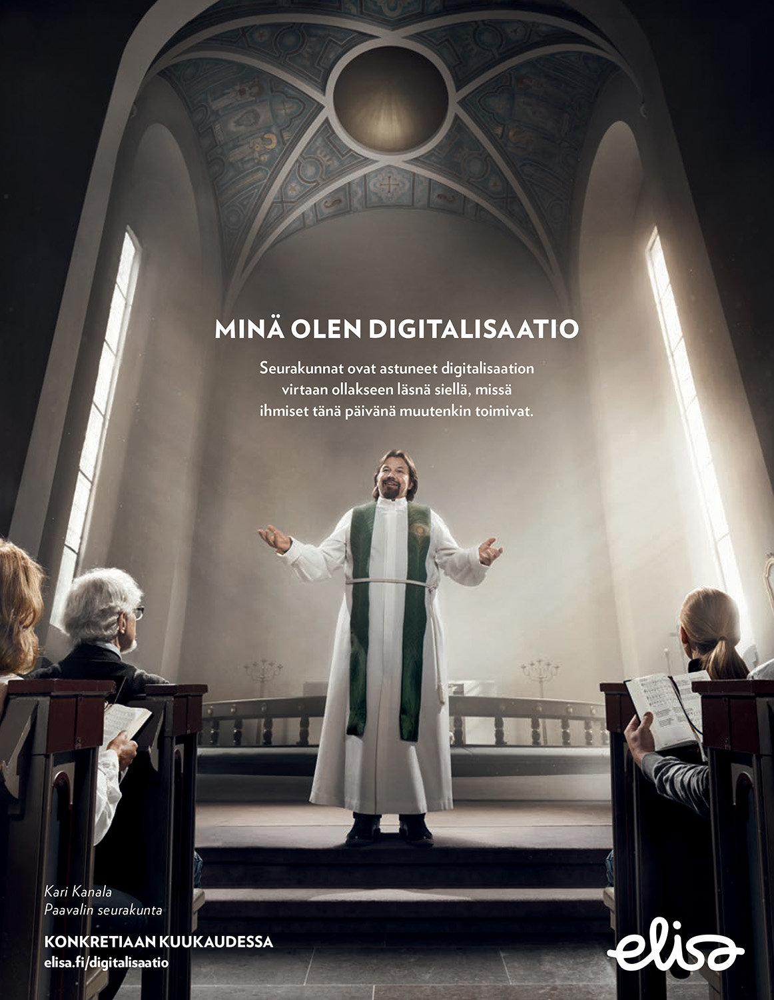 MINÄ OLEN DIGITALISAATIO
Seurakunnat ovat astuneet digitalisaation
virtaan ollakseen läsnä siellä, missä
ihmiset tänä päivänä muutenkin toimivat.
Kari Kanala
Paavalin seurakunta
KONKRETIAAN KUUKAUDESSA
elisa.fi/digitalisaatio
elisa